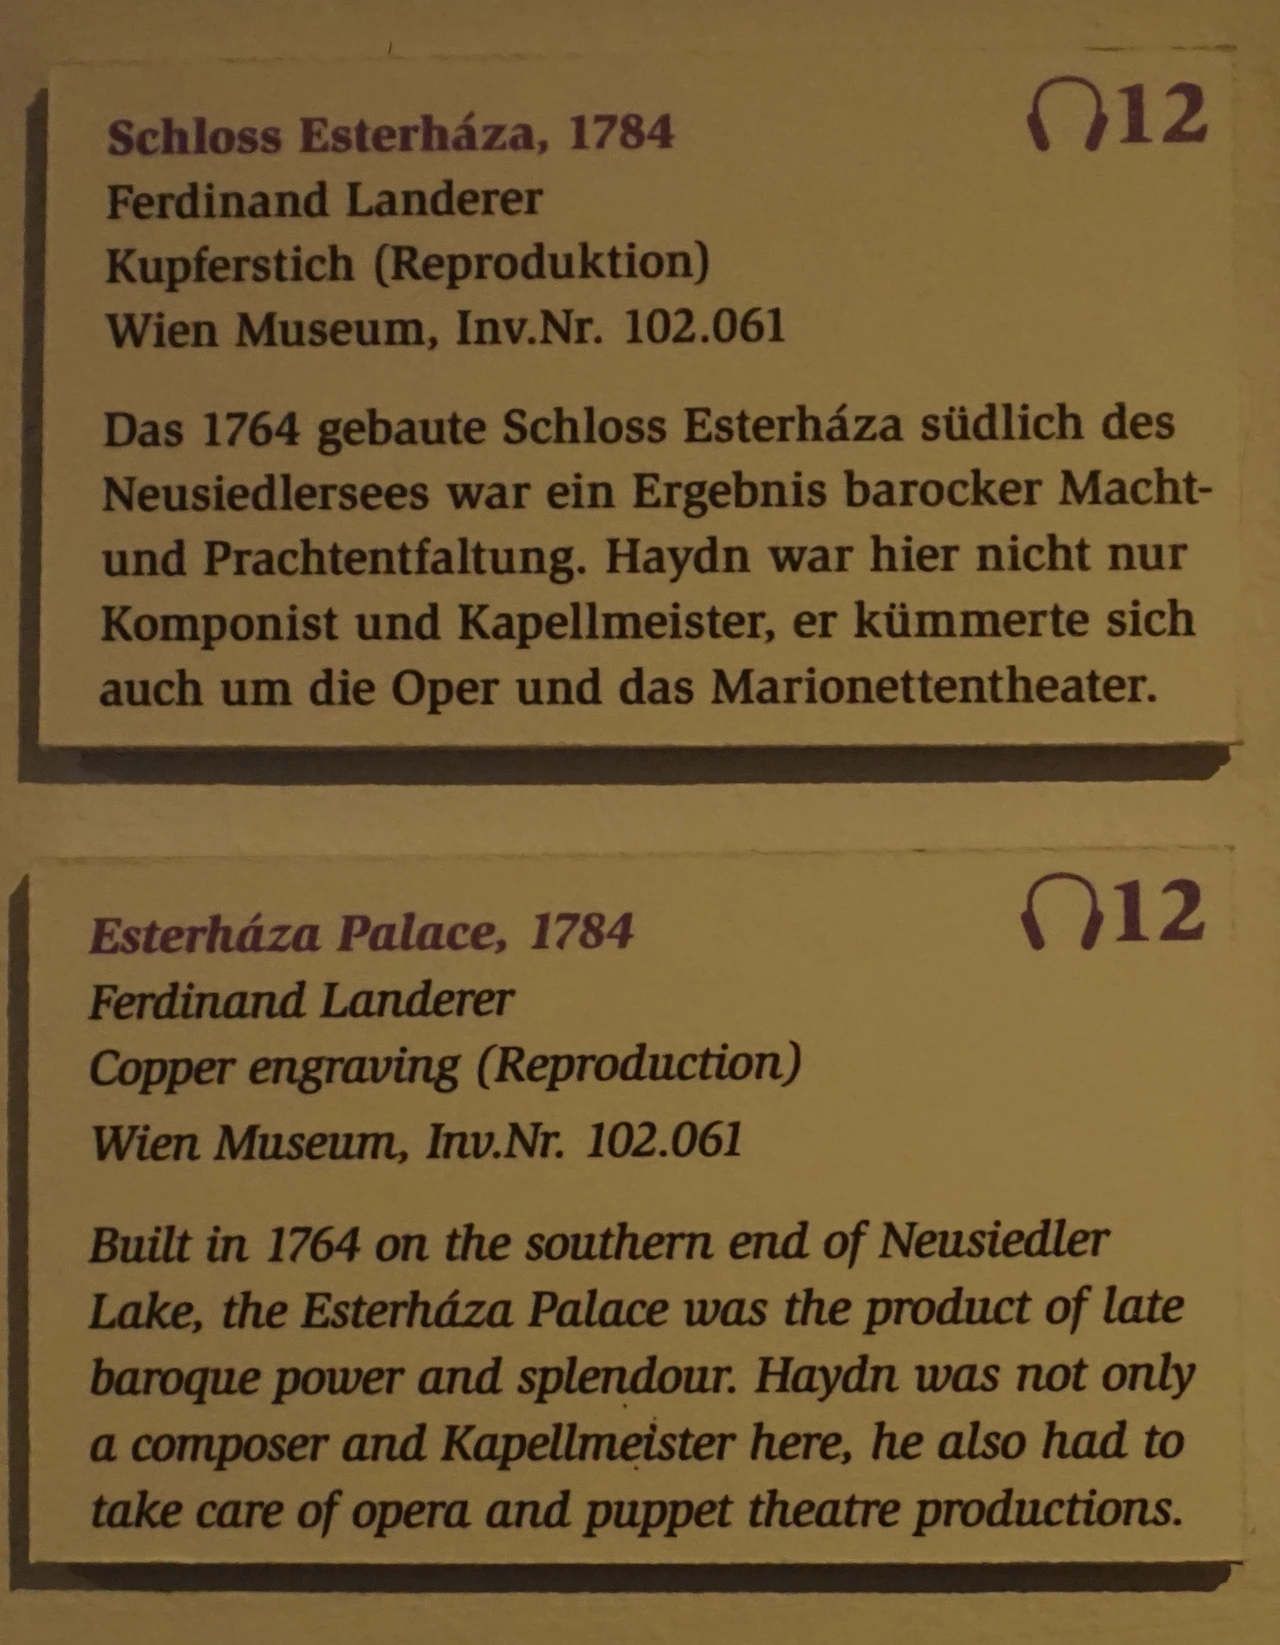 Schloss Esterháza, 1784
12
Ferdinand Landerer
Kupferstich (Reproduktion)
Wien Museum, Inv.Nr. 102.061
Das 1764 gebaute Schloss Esterháza südlich des
Neusiedlersees war ein Ergebnis barocker Macht-
und Prachtentfaltung. Haydn war hier nicht nur
Komponist und Kapellmeister, er kümmerte sich
auch um die Oper und das Marionettentheater.
Esterháza Palace, 1784
12
Ferdinand Landerer
Copper engraving (Reproduction)
Wien Museum, Inv.Nr. 102.061
Built in 1764 on the southern end of Neusiedler
Lake, the Esterháza Palace was the product of late
baroque power and splendour. Haydn was not only
a composer and Kapellmeister here, he also had to
take care of opera and puppet theatre productions.